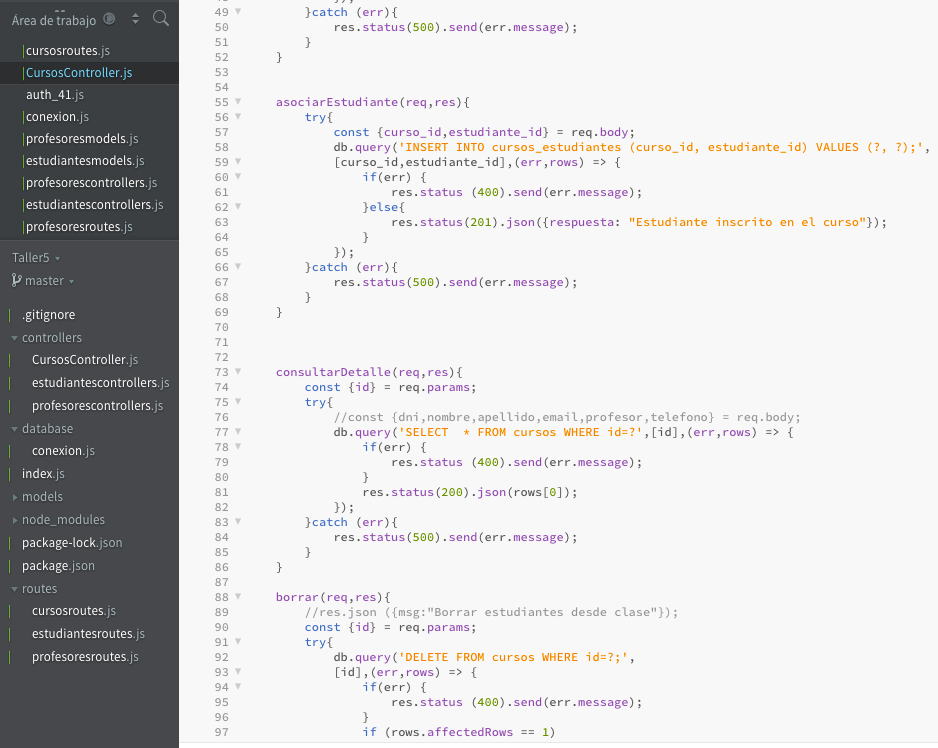 Área de trabajo
cursosroutes.js
CursosController.js
auth_41.js
conexion.js
profesoresmodels.js
estudiantesmodels.js
profesorescontrollers.js
estudiantescontrollers.js
profesoresroutes.js
Taller5
master
.gitignore
controllers
CursosController.js
estudiantescontrollers.js
profesorescontrollers.js
database
conexion.js
index.js
models
node_modules
package-lock.json
package.json
routes
cursosroutes.js
estudiantesroutes.js
profesoresroutes.js
49 }catch (err){
50 res.status(500).send(err.message);
51 }
52 }
53
54
55 asociarEstudiante(req,res){
56 try{
57 const {curso_id,estudiante_id} = req.body;
58 db.query('INSERT INTO cursos_estudiantes (curso_id, estudiante_id) VALUES (?, ?);',
59 [curso_id,estudiante_id],(err,rows) => {
60 if(err) {
61 res.status (400).send(err.message);
62 }else{
63 res.status(201).json({respuesta: "Estudiante inscrito en el curso"});
64 }
65 });
66 }catch (err){
67 res.status(500).send(err.message);
68 }
69 }
70
71
72
73 consultarDetalle(req,res){
74 const {id} = req.params;
75 try{
76 //const {dni,nombre,apellido,email,profesor,telefono} = req.body;
77 db.query('SELECT  * FROM cursos WHERE id=?',[id],(err,rows) => {
78 if(err) {
79 res.status (400).send(err.message);
80 }
81 res.status(200).json(rows[0]);
82 });
83 }catch (err){
84 res.status(500).send(err.message);
85 }
86 }
87
88 borrar(req,res){
89 //res.json ({msg:"Borrar estudiantes desde clase"});
90 const {id} = req.params;
91 try{
92 db.query('DELETE FROM cursos WHERE id=?;',
93 [id],(err,rows) => {
94 if(err) {
95 res.status (400).send(err.message);
96 }
97 if (rows.affectedRows == 1)